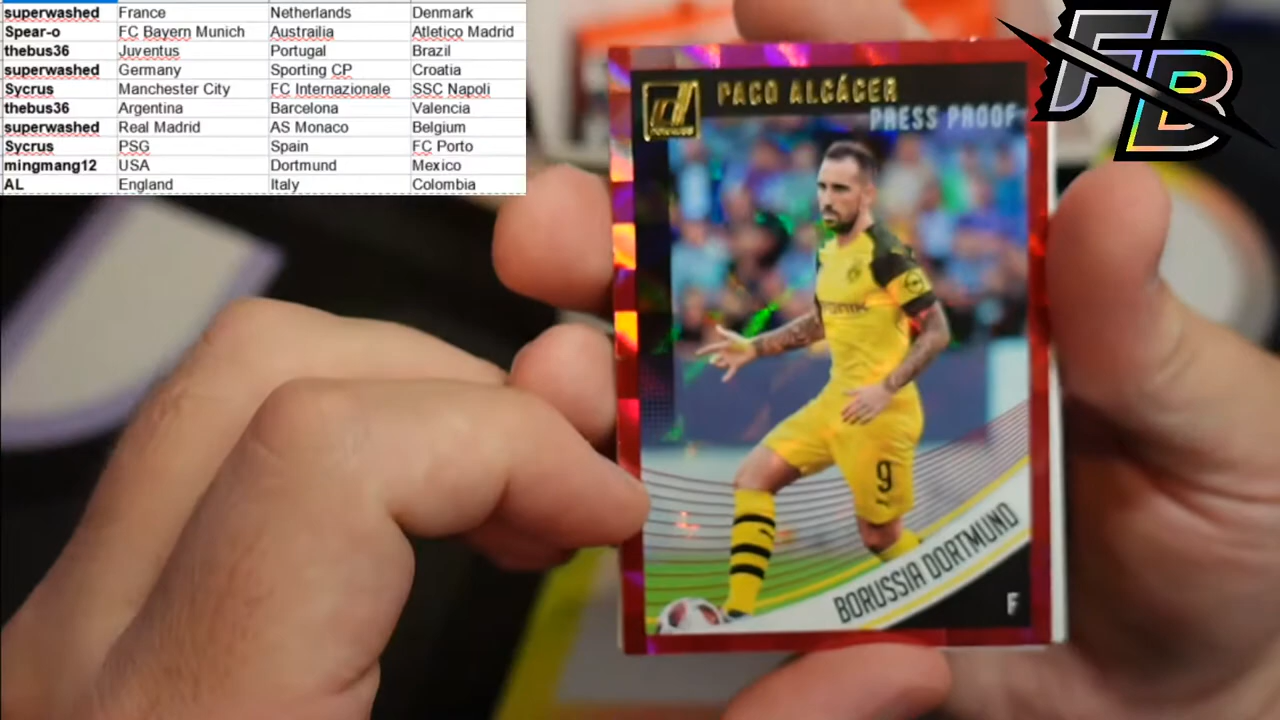 superwashed France Netherlands Denmark
Spear-o FC Bayern Munich Austrailia Atletico Madrid
thebus36 Juventus Portugal Brazil
superwashed Germany Sporting CP Croatia
Sycrus Manchester City FC Internazionale SSC Napoli
thebus36 Argentina Barcelona Valencia
superwashed Real Madrid AS Monaco Belgium
Sycrus PSG Spain FC Porto
mingmang12 USA Dortmund Mexico
AL England Italy Colombia
FB
PACO ALCÁCER
PRESS PROOF
9
BORUSSIA DORTMUND
F